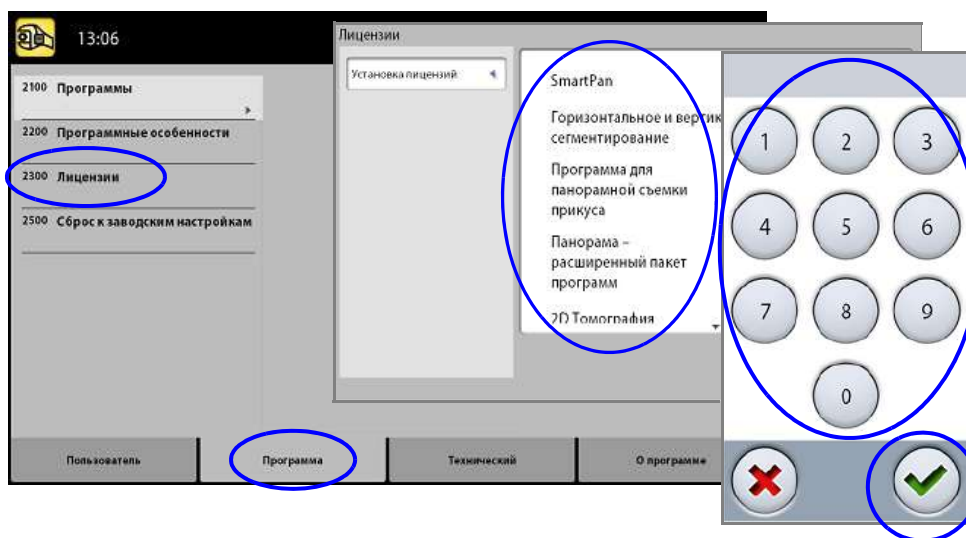 13:06
2100 Программы
2200 Программные особенности
2300 Лицензии
2500 Сброс к заводским настройкам
Лицензии
Установка лицензий
SmartPan
Горизонтальное и вертик
сегментирование
Программа для
панорамной съемки
прикуса
Панорама –
расширенный пакет
программ
2D Томография
1 2 3
4 5 6
7 8 9
0
Пользователь Программа Технический О программе